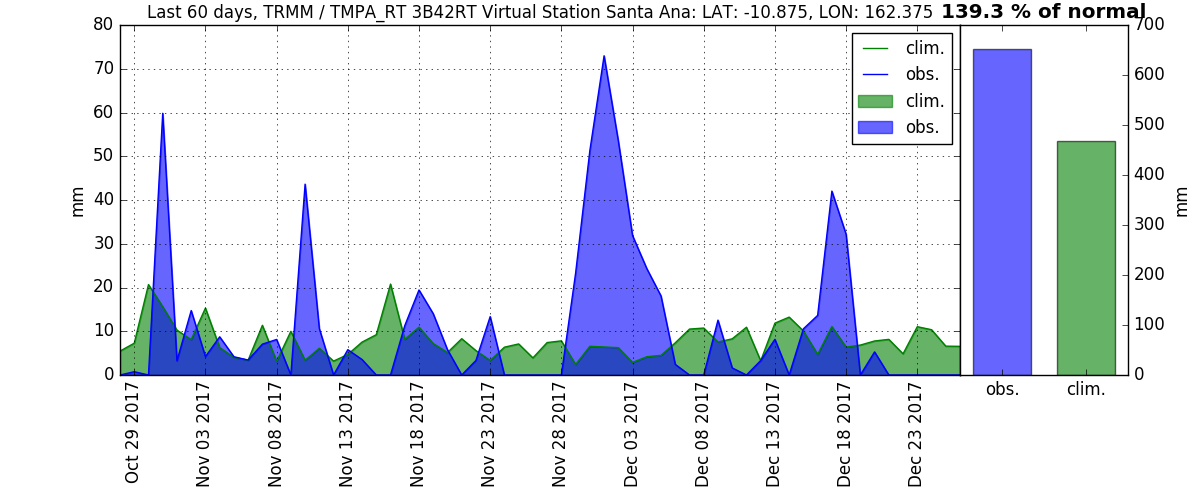 Last 60 days, TRMM / TMPA_RT 3B42RT Virtual Station Santa Ana: LAT: -10.875, LON: 162.375 139.3 % of normal
80
70
60
50
40
30
20
10
0
mm
clim.
obs.
clim.
obs.
700
600
500
400
300
200
100
0
mm
Oct 29 2017
Nov 03 2017
Nov 08 2017
Nov 13 2017
Nov 18 2017
Nov 23 2017
Nov 28 2017
Dec 03 2017
Dec 08 2017
Dec 13 2017
Dec 18 2017
Dec 23 2017
obs. clim.